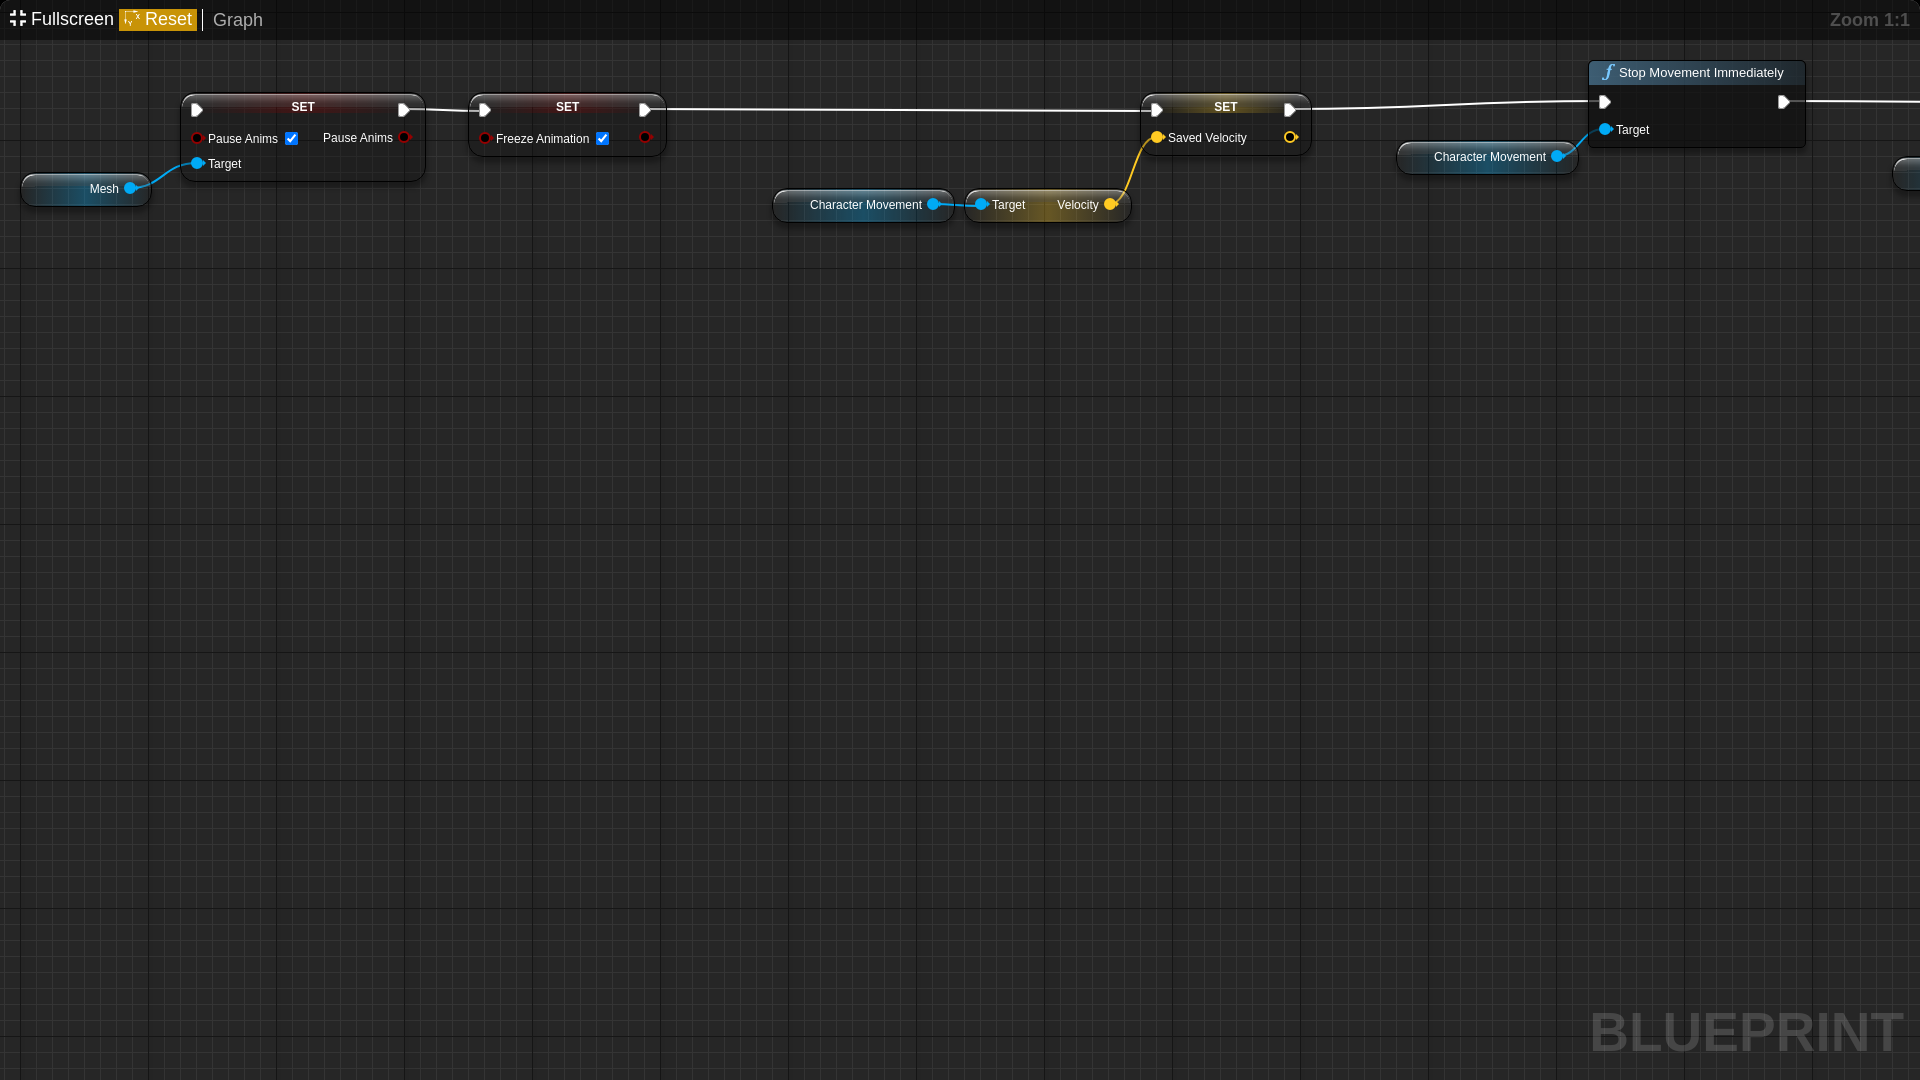 Fullscreen Reset Graph
Zoom 1:1
Stop Movement Immediately
SET
SET
SET
Pause Anims Pause Anims
Freeze Animation
Saved Velocity
Target
Character Movement
Target
Mesh
Character Movement
Target Velocity
BLUEPRINT